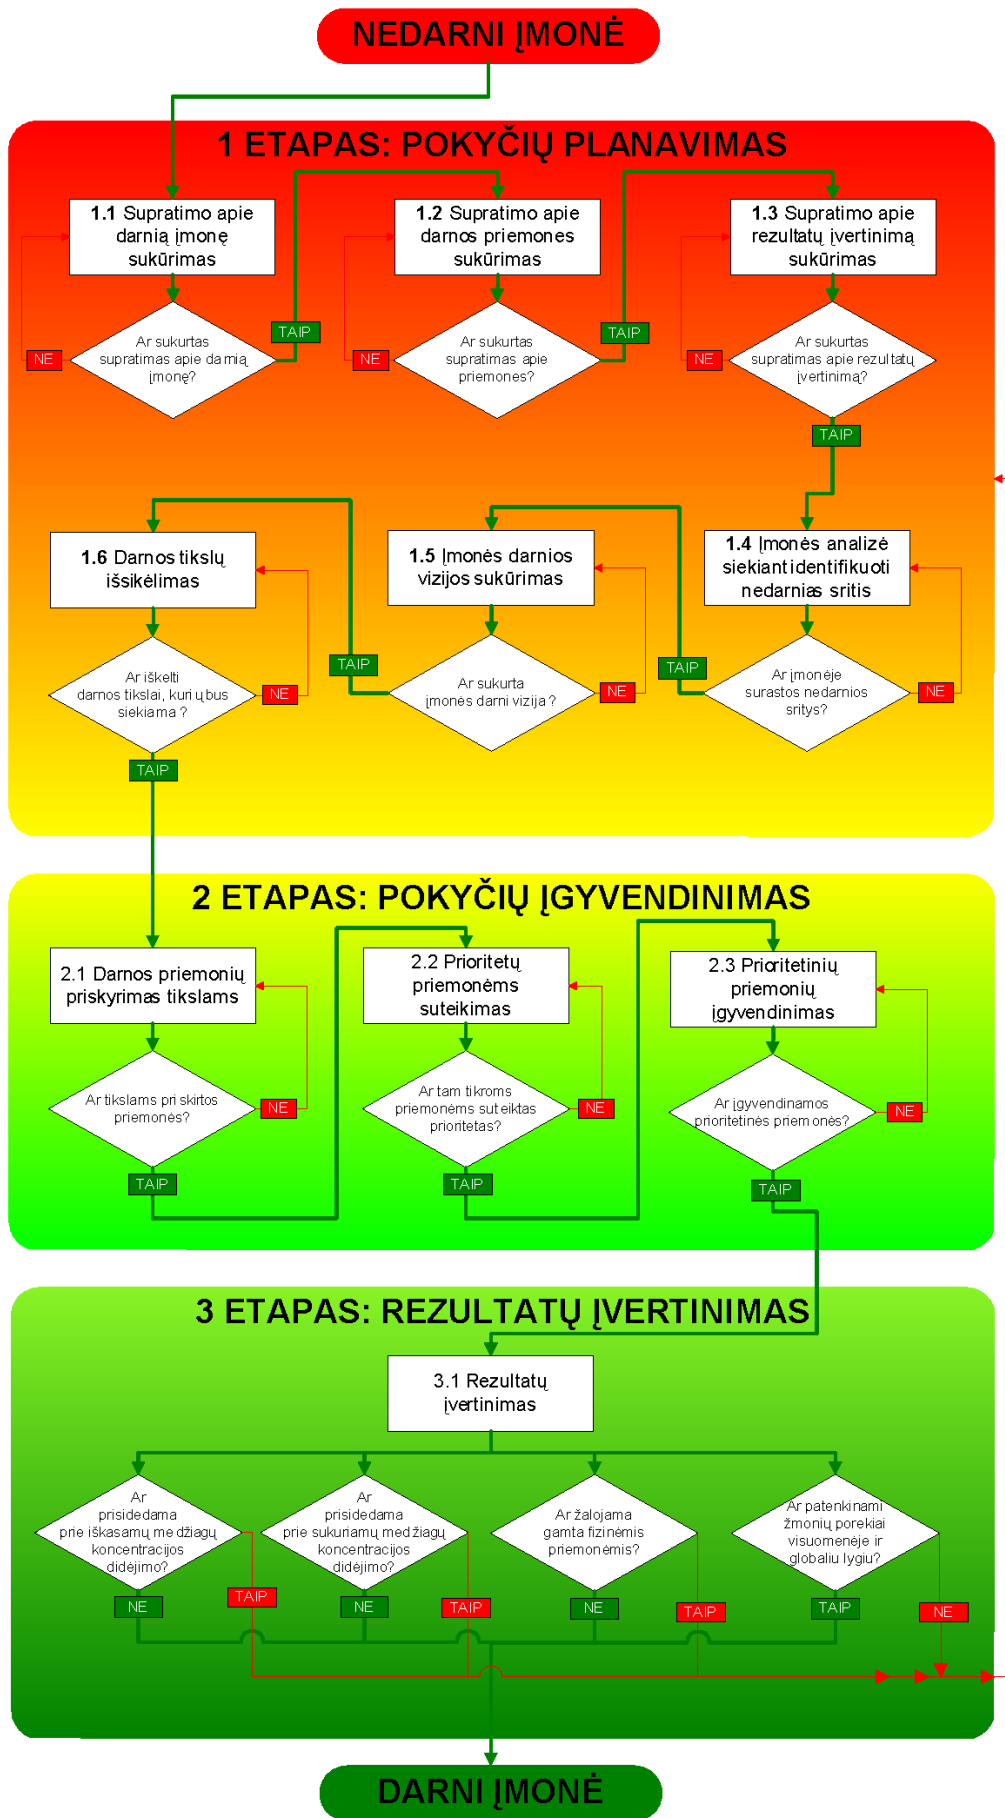 NEDARNI ĮMONĖ
1 ETAPAS: POKYČIŲ PLANAVIMAS
1.1 Supratimo apie
darnią įmonę
sukūrimas
1.2 Supratimo apie
darnos priemones
sukūrimas
1.3 Supratimo apie
rezultatų įvertinimą
sukūrimas
TAIP
TAIP
NE
Ar sukurtas
supratimas apie darnią
įmonę?
NE
Ar sukurtas
supratimas apie
priemones?
NE
Ar sukurtas
supratimas apie rezultatų
įvertinimą?
TAIP
1.6 Darnos tikslų
išsikėlimas
1.5 Įmonės darnios
vizijos sukūrimas
1.4 Įmonės analizė
siekiant identifikuoti
nedarnias sritis
TAIP
TAIP
Ar iškelti
darnos tikslai, kurių bus
siekiama ?
NE
Ar sukurta
įmonės darni vizija ?
NE
Ar įmonėje
surastos nedarnios
sritys?
NE
TAIP
2 ETAPAS: POKYČIŲ ĮGYVENDINIMAS
2.1 Darnos priemonių
priskyrimas tikslams
2.2 Prioritetų
priemonėms
suteikimas
2.3 Prioritetinių
priemonių
įgyvendinimas
Ar tikslams priskirtos
priemonės?
NE
Ar tam tikroms
priemonėms suteiktas
prioritetas?
NE
Ar įgyvendinamos
prioritetinės priemonės?
NE
TAIP
TAIP
TAIP
3 ETAPAS: REZULTATŲ ĮVERTINIMAS
3.1 Rezultatų
įvertinimas
Ar
prisidedama
prie iškasamų medžiagų
koncentracijos
didėjimo?
Ar
prisidedama
prie sukuriamų medžiagų
koncentracijos
didėjimo?
Ar žalojama
gamta fizinėmis
priemonėmis?
Ar patenkinami
žmonių porekiai
visuomenėje ir
globaliu lygiu?
NE
TAIP
NE
TAIP
NE
TAIP
TAIP
NE
DARNI ĮMONĖ